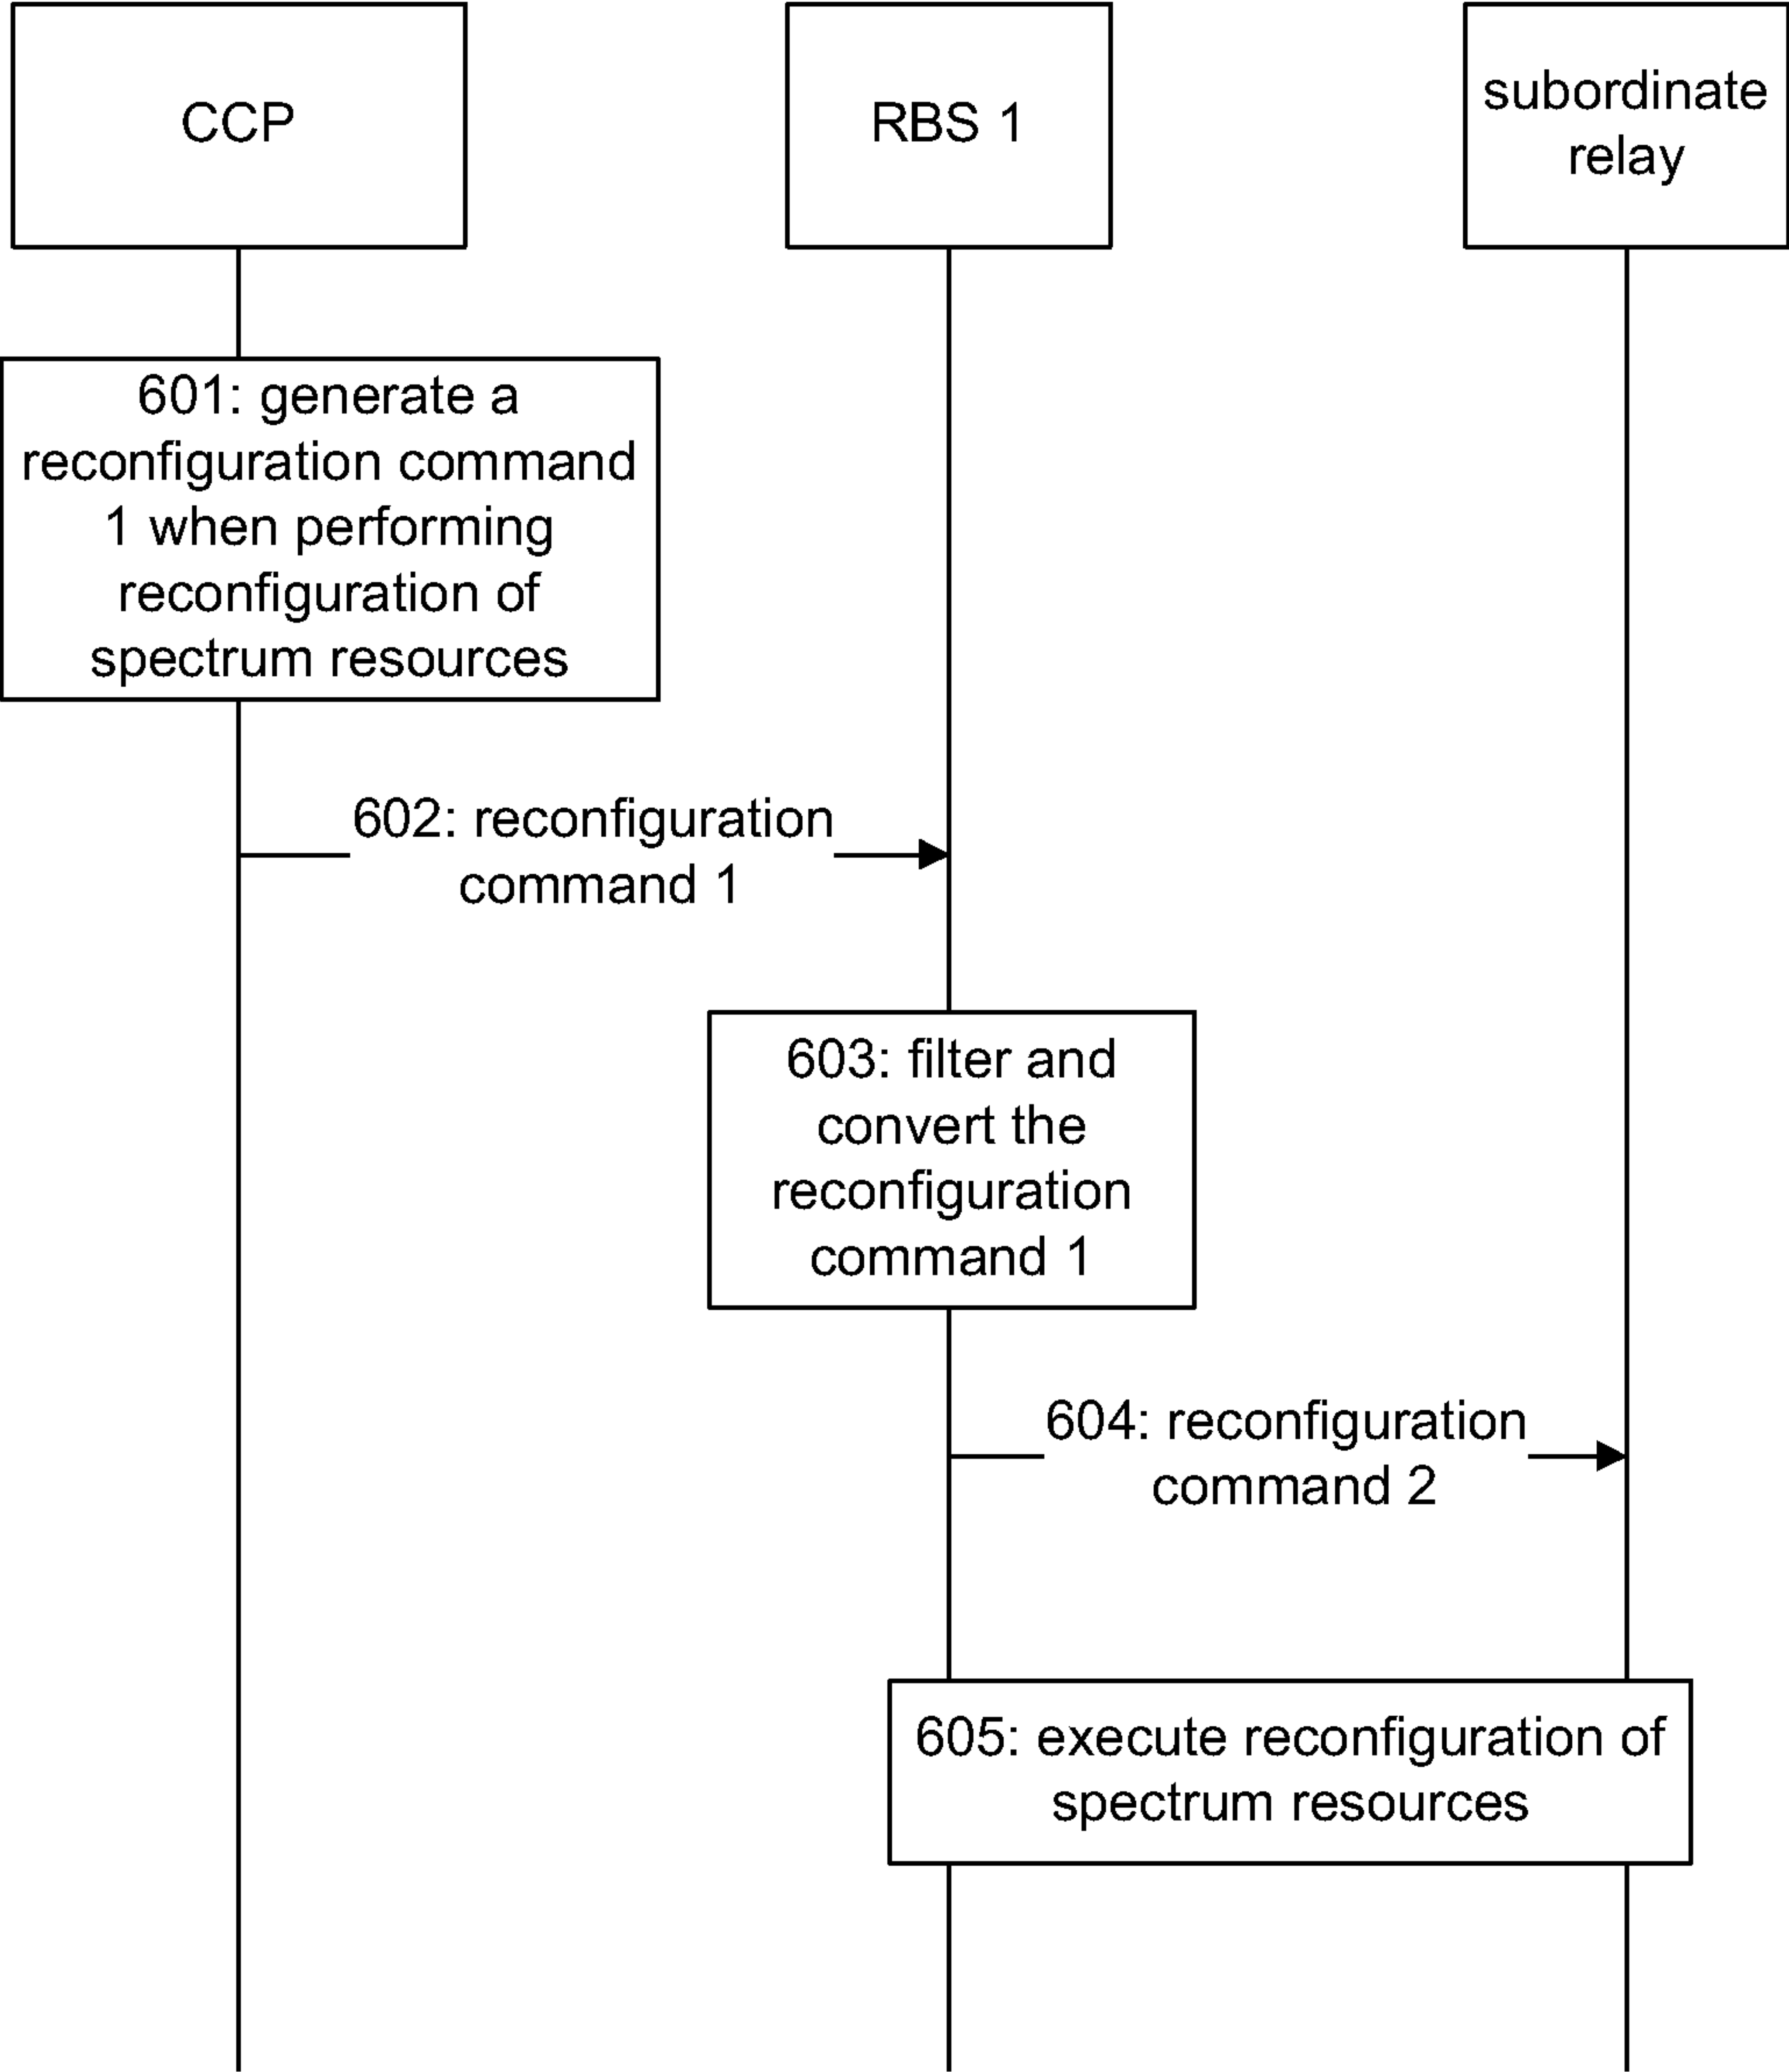 CCP
RBS 1
subordinate
relay
601: generate a
reconfiguration command
1 when performing
reconfiguration of
spectrum resources
602: reconfiguration
command 1
603: filter and
convert the
reconfiguration
command 1
604: reconfiguration
command 2
605: execute reconfiguration of
spectrum resources